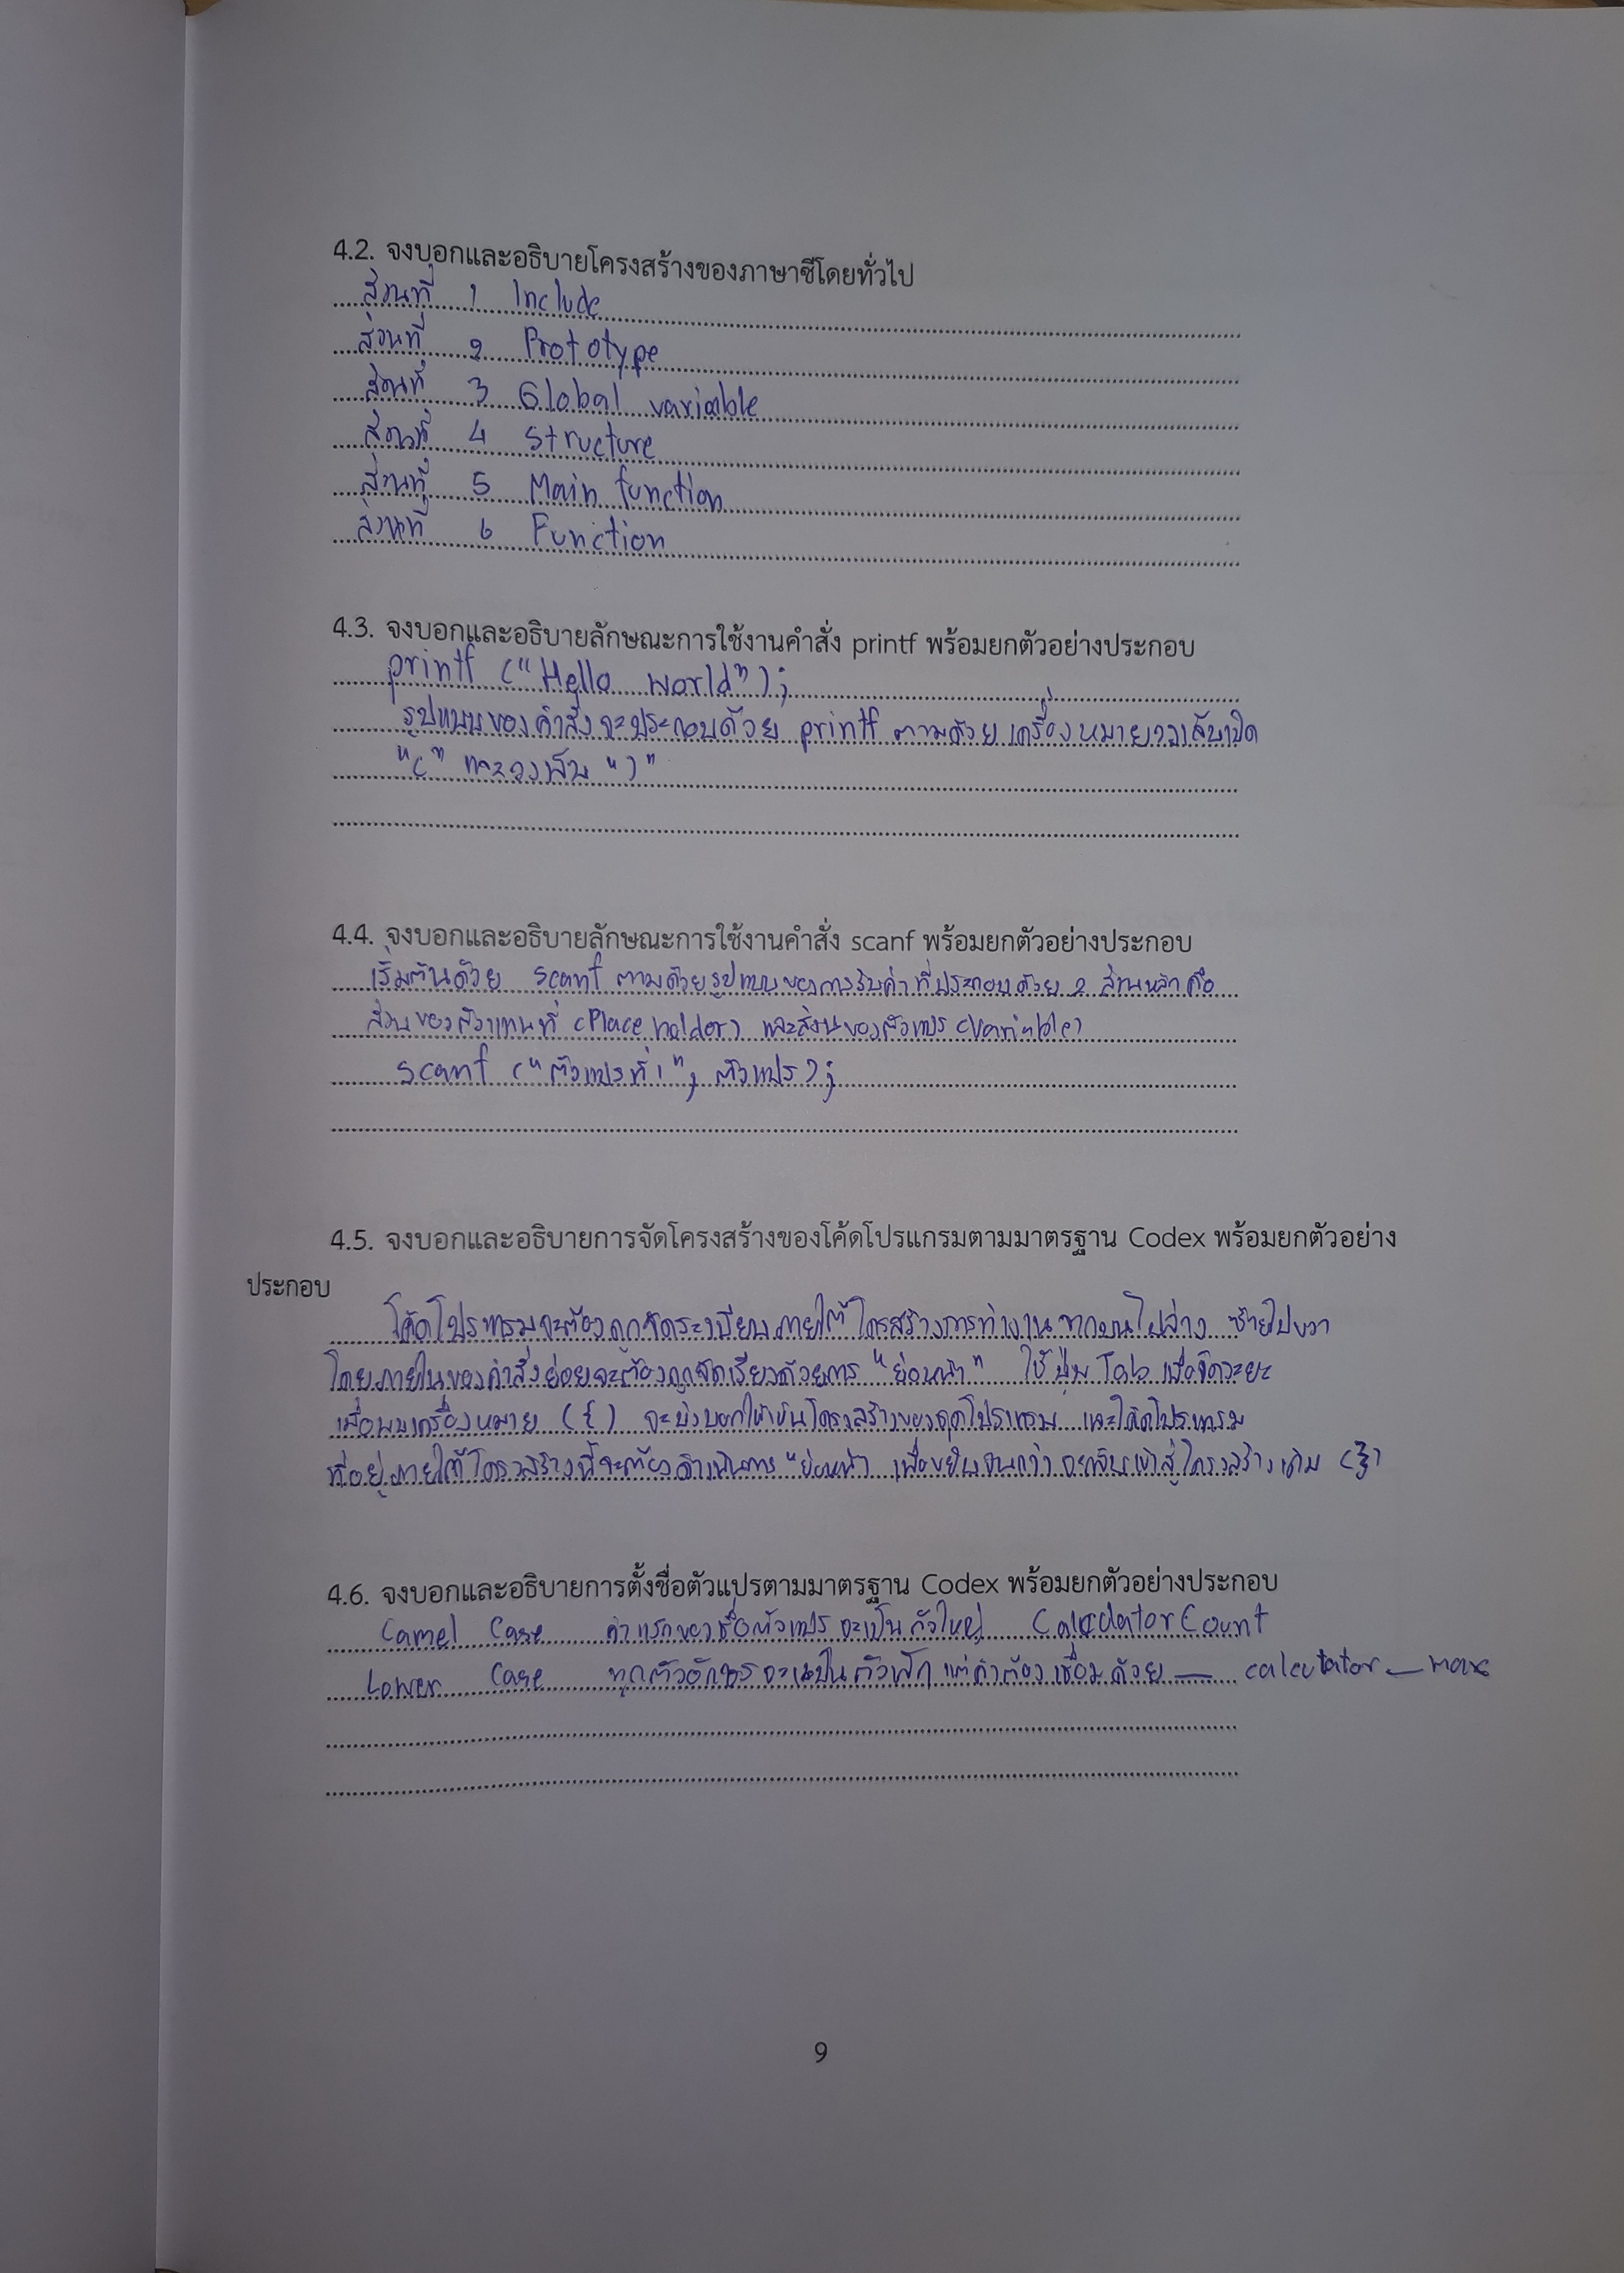 4.2. จงบอกและอธิบายโครงสร้างของภาษาซีโดยทั่วไป
ส่วนที่ 1 Include
ส่วนที่ 2 Prototype
ส่วนที่ 3 Global variable
ส่วนที่ 4 Structure
ส่วนที่ 5 Main function
ส่วนที่ 6 Function
4.3. จงบอกและอธิบายลักษณะการใช้งานคำสั่ง printf พร้อมยกตัวอย่างประกอบ
printf ("Hello world");
รูปแบบของคำสั่งจะประกอบด้วย printf ตามด้วยเครื่องหมายวงเล็บเปิด
"(" และวงเล็บ ")"
4.4. จงบอกและอธิบายลักษณะการใช้งานคำสั่ง scanf พร้อมยกตัวอย่างประกอบ
เริ่มต้นด้วย scanf ตามด้วยรูปแบบของการรับค่าที่ประกอบด้วย 2 ส่วนหลักคือ
ส่วนของตัวแทนที่ (Place holder) และส่วนของตัวแปร (Variable)
scanf ("ตัวแปรที่1", ตัวแปร);
4.5. จงบอกและอธิบายการจัดโครงสร้างของโค้ดโปรแกรมตามมาตรฐาน Codex พร้อมยกตัวอย่าง
ประกอบ
โค้ดโปรแกรมจะต้องถูกจัดระเบียบภายใต้โครงสร้างการทำงานจากบนไปล่าง ซ้ายไปขวา
โดยภายในของคำสั่งย่อยจะต้องถูกจัดเรียงด้วยการ "ย่อหน้า" ใช้ปุ่ม Tab เพื่อจัดระยะ
เมื่อพบเครื่องหมาย ({) จะบ่งบอกให้เห็นโครงสร้างของชุดโปรแกรม และโค้ดโปรแกรม
ที่อยู่ภายใต้โครงสร้างนี้จะต้องดำเนินการ "ย่อหน้า เพื่อขยับจนกว่าจะกลับเข้าสู่โครงสร้างเดิม (})
4.6. จงบอกและอธิบายการตั้งชื่อตัวแปรตามมาตรฐาน Codex พร้อมยกตัวอย่างประกอบ
Camel Case คำแรกของชื่อตัวแปรจะเป็นตัวใหญ่ CalculatorCount
Lower Case ทุกตัวอักษรจะเป็นตัวเล็กแต่คำต้องเชื่อมด้วย _ calcutator_max
9